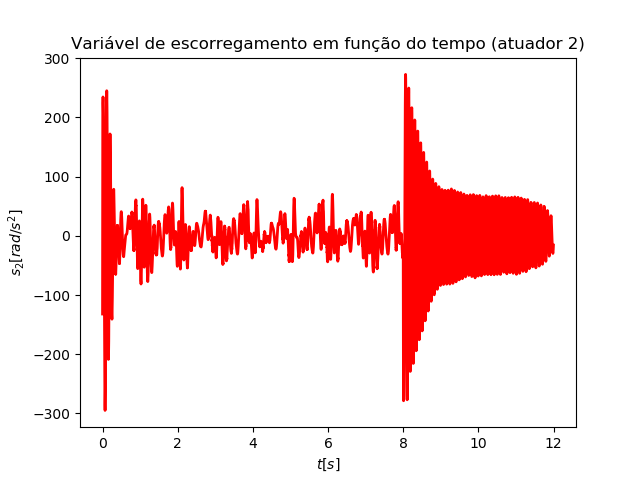 Variável de escorregamento em função do tempo (atuador 2)
300
200
100
0
−100
−200
−300
s₂[rad/s²]
0 2 4 6 8 10 12
t[s]